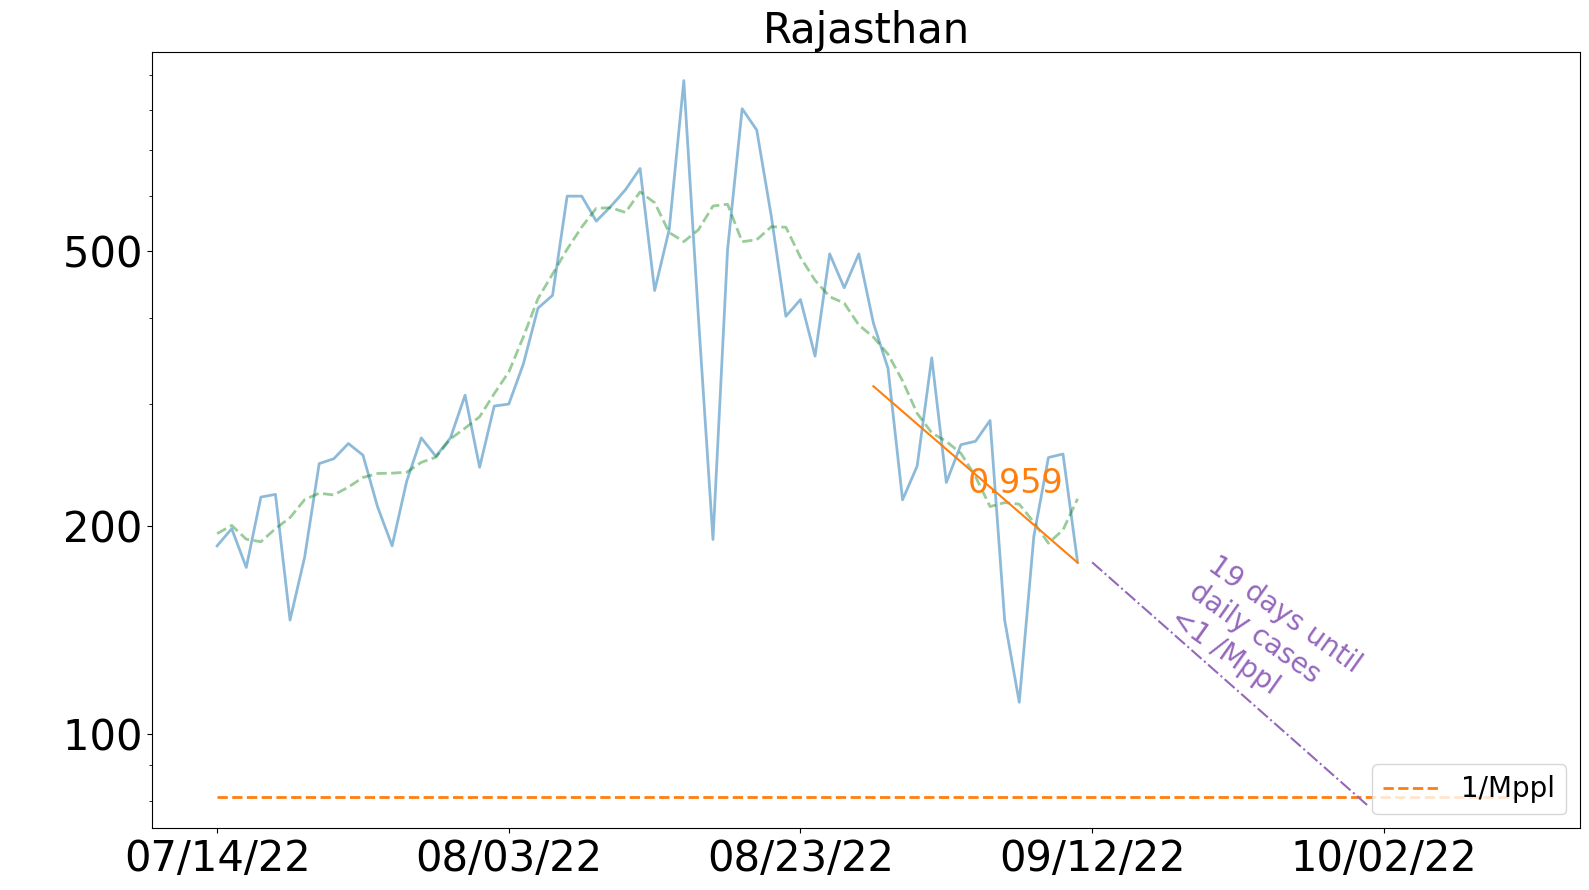 Rajasthan
500
200
100
0.959
19 days until
daily cases
<1 /Mppl
1/Mppl
07/14/22
08/03/22
08/23/22
09/12/22
10/02/22